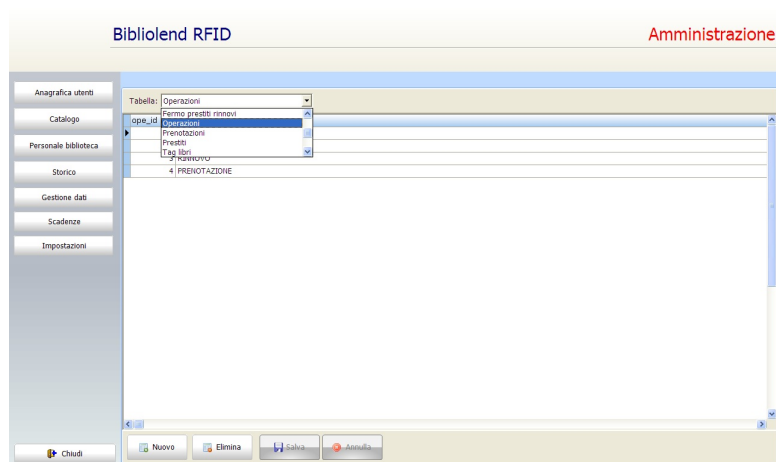 Bibliolend RFID
Amministrazione
Anagrafica utenti
Catalogo
Personale biblioteca
Storico
Gestione dati
Scadenze
Impostazioni
Chiudi
Tabella: Operazioni
Fermo prestiti rinnovi
Operazioni
Prenotazioni
Prestiti
Tag libri
ope_id
3 RINNOVO
4 PRENOTAZIONE
Nuovo
Elimina
Salva
Annulla